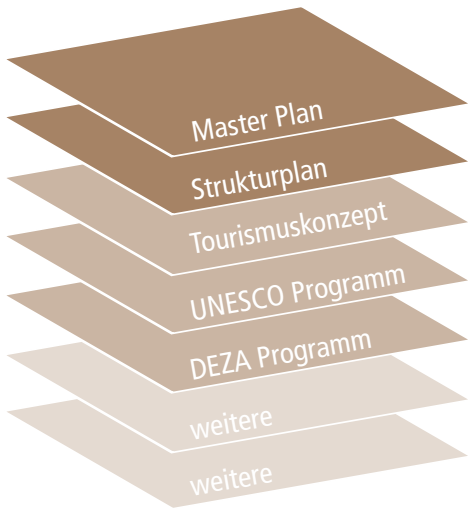 Master Plan
Strukturplan
Tourismuskonzept
UNESCO Programm
DEZA Programm
weitere
weitere